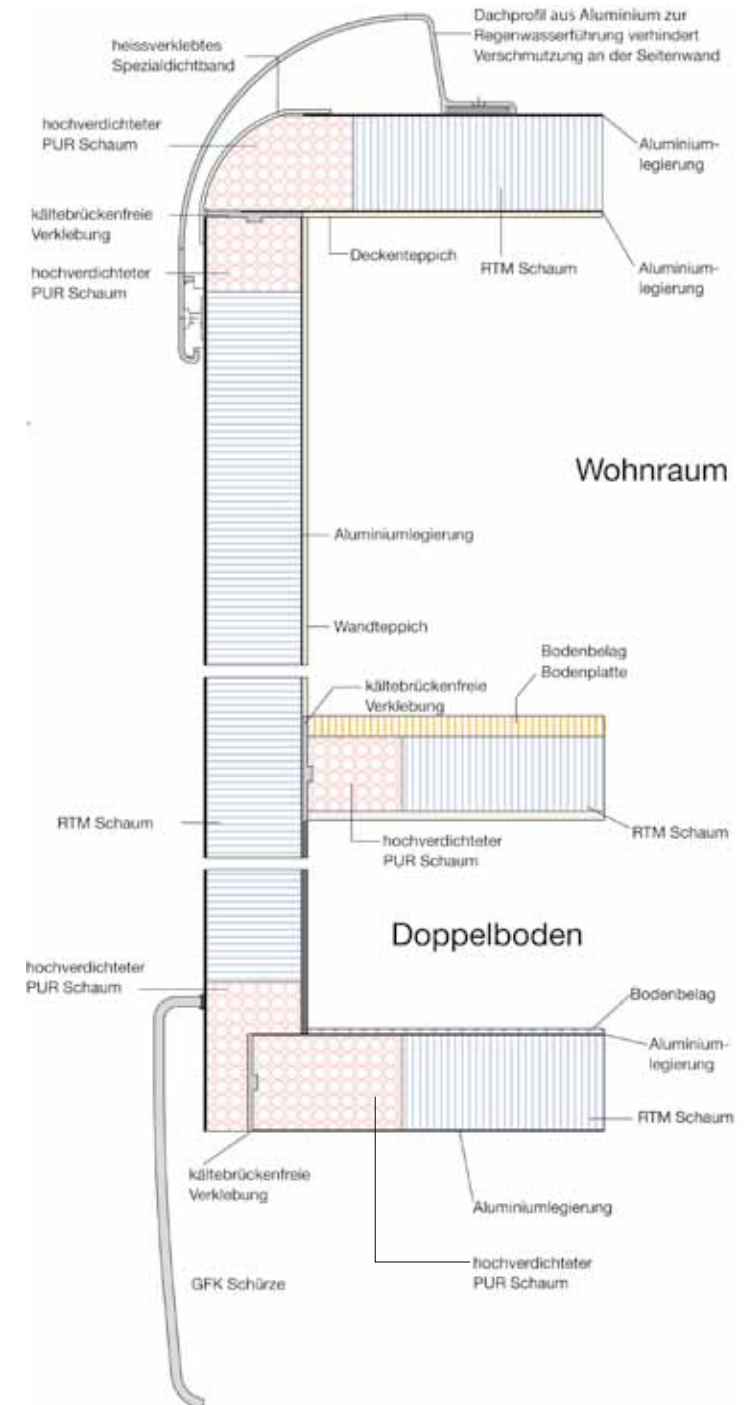 Dachprofil aus Aluminium zur
Regenwasserführung verhindert
Verschmutzung an der Seitenwand
heissverklebtes
Spezialdichtband
hochverdichteter
PUR Schaum
Aluminium-
legierung
kältebrückenfreie
Verklebung
Deckenteppich
RTM Schaum
Aluminium-
legierung
hochverdichteter
PUR Schaum
Wohnraum
Aluminiumlegierung
Wandteppich
Bodenbelag
Bodenplatte
kältebrückenfreie
Verklebung
RTM Schaum
RTM Schaum
hochverdichteter
PUR Schaum
Doppelboden
hochverdichteter
PUR Schaum
Bodenbelag
Aluminium-
legierung
RTM Schaum
kältebrückenfreie
Verklebung
Aluminiumlegierung
hochverdichteter
PUR Schaum
GFK Schürze